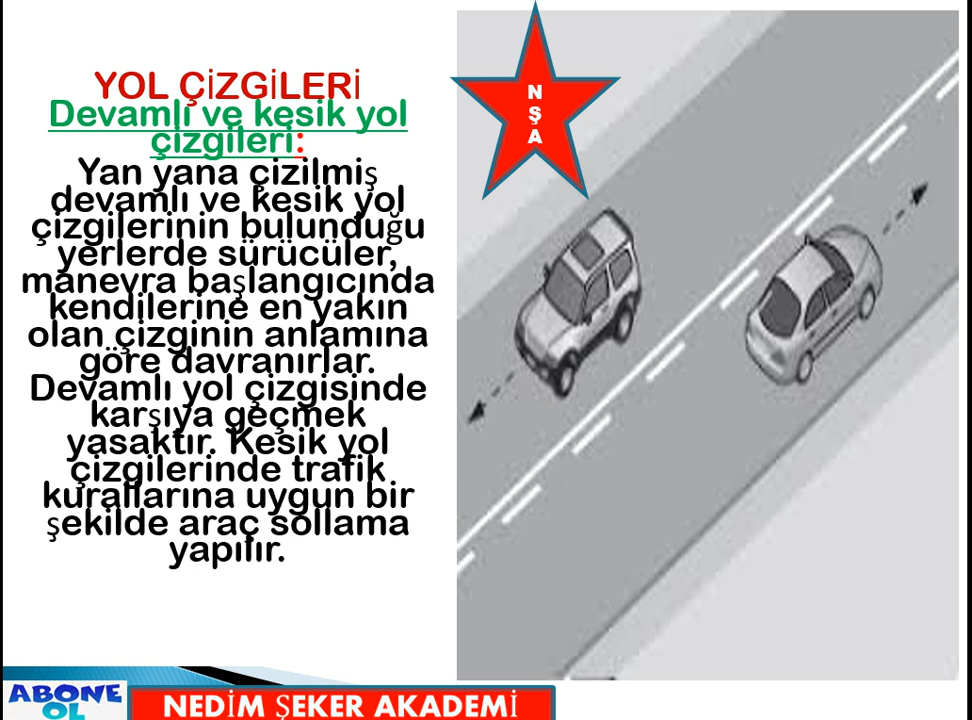 YOL ÇİZGİLERİ
Devamlı ve kesik yol
çizgileri:
Yan yana çizilmiş
devamlı ve kesik yol
çizgilerinin bulunduğu
yerlerde sürücüler,
manevra başlangıcında
kendilerine en yakın
olan çizginin anlamına
göre davranırlar.
Devamlı yol çizgisinde
karşıya geçmek
yasaktır. Kesik yol
çizgilerinde trafik
kurallarına uygun bir
şekilde araç sollama
yapılır.
N
Ş
A
ABONE
OL
NEDİM ŞEKER AKADEMİ